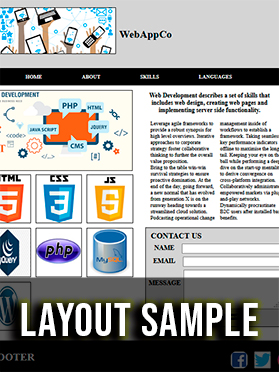 WebAppCo
HOME ABOUT SKILLS LANGUAGES
DEVELOPMENT
PHP
HTML
JAVA SCRIPT
JQUERY
CMS
Web Development describes a set of skills that
includes web design, creating web pages and
implementing server side functionality.
Leverage agile frameworks to
provide a robust synopsis for
high level overviews. Iterative
approaches to corporate
strategy foster collaborative
thinking to further the overall
value proposition.
Bring to the table win-win
survival strategies to ensure
proactive domination. At the
end of the day, going forward,
a new normal that has evolved
from generation X is on the
runway heading towards a
streamlined cloud solution.
Podcasting operational change
management inside of
workflows to establish a
framework. Taking seamless
key performance indicators
offline to maximise the long
tail. Keeping your eye on the
ball while performing a deep
dive on the start-up mentality
to derive convergence on
cross-platform integration.
Collaboratively administrate
empowered markets via plug-
and-play networks.
Dynamically procrastinate
B2C users after installed base
benefits.
HTML CSS JS
5 3 5
jQuery php MySQL
CONTACT US
NAME
EMAIL
MESSAGE
W
LAYOUT SAMPLE
OOTER